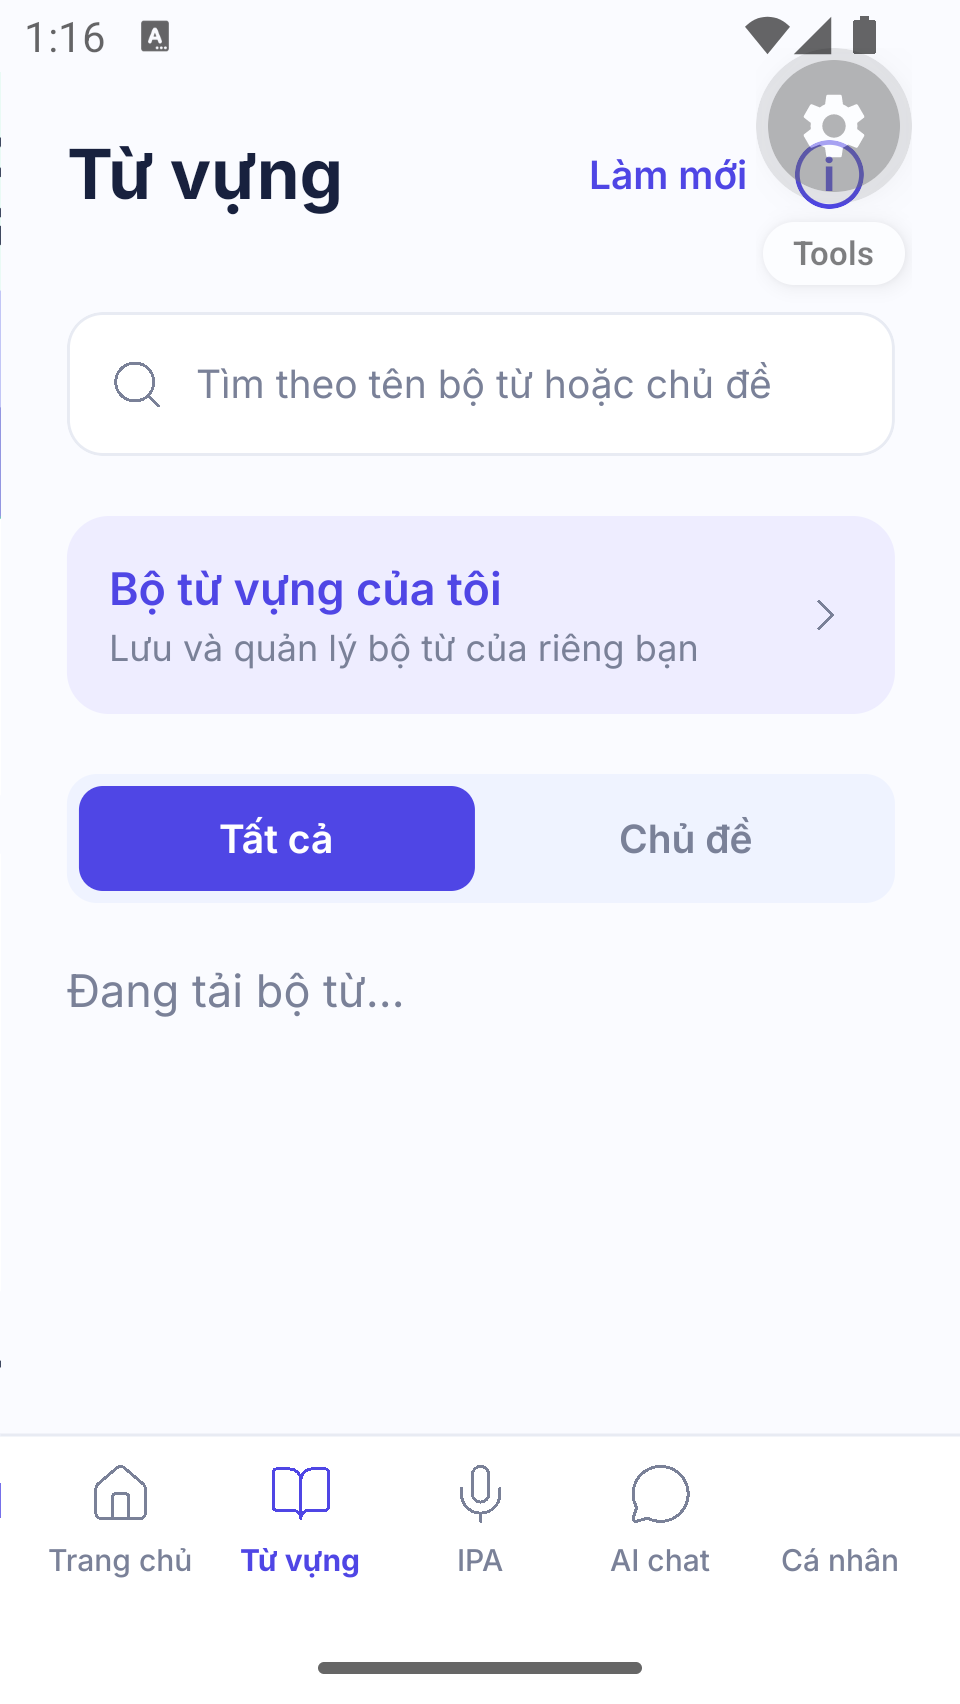 1:16
A
Từ vựng
Làm mới
i
Tools
Tìm theo tên bộ từ hoặc chủ đề
Bộ từ vựng của tôi
Lưu và quản lý bộ từ của riêng bạn
Tất cả
Chủ đề
Đang tải bộ từ...
Trang chủ
Từ vựng
IPA
AI chat
Cá nhân